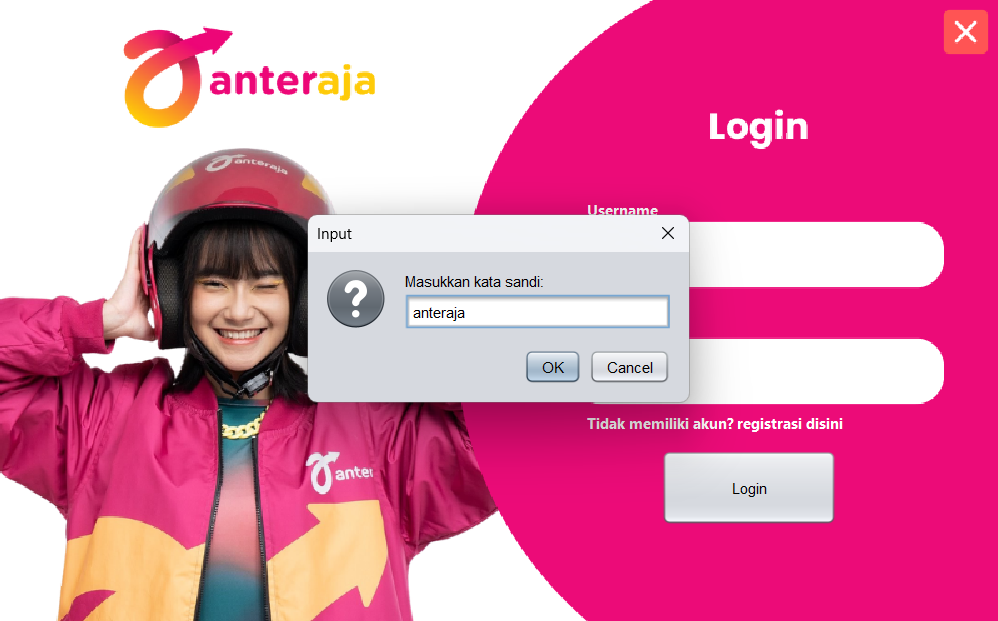 anteraja
anteraja
Login
Username
Input
Masukkan kata sandi:
anteraja
OK
Cancel
anter
Tidak memiliki akun? registrasi disini
Login